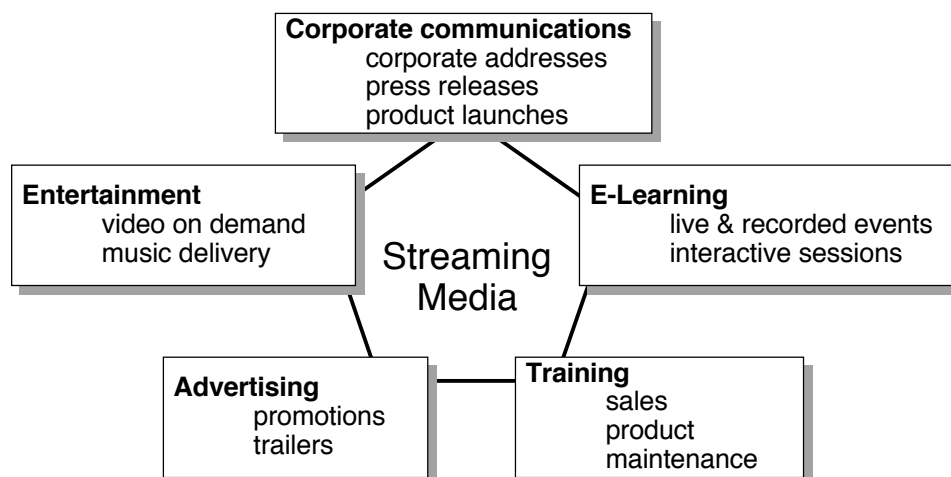 Corporate communications
corporate addresses
press releases
product launches
Entertainment
video on demand
music delivery
E-Learning
live & recorded events
interactive sessions
Streaming
Media
Advertising
promotions
trailers
Training
sales
product
maintenance